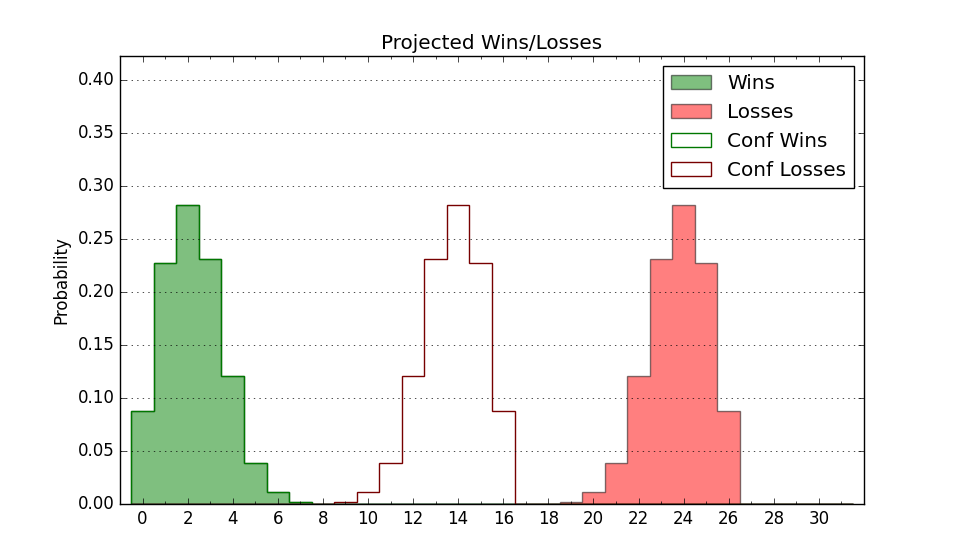 Projected Wins/Losses
Wins
Losses
Conf Wins
Conf Losses
Probability
0.40
0.35
0.30
0.25
0.20
0.15
0.10
0.05
0.00
0 2 4 6 8 10 12 14 16 18 20 22 24 26 28 30